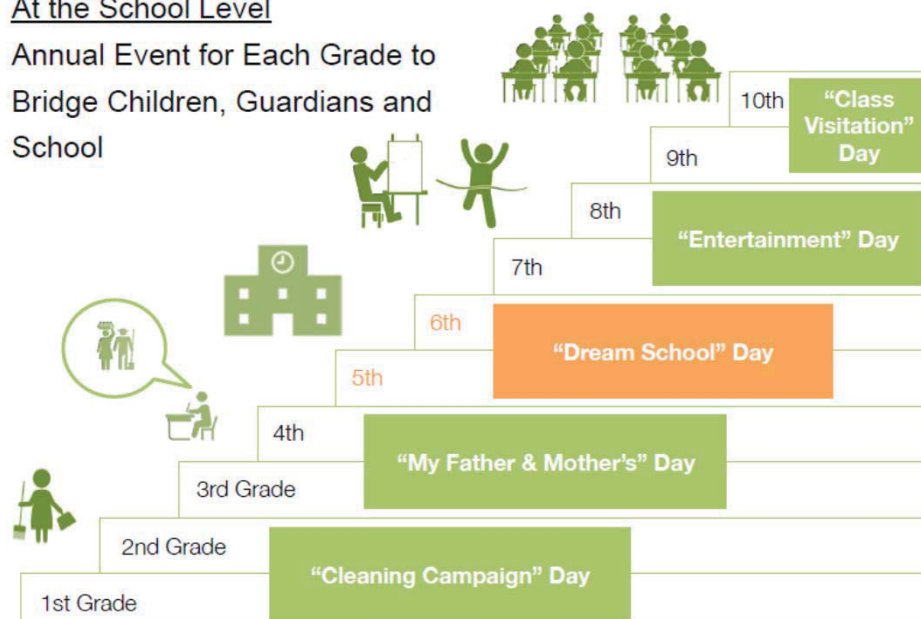 At the School Level
Annual Event for Each Grade to
Bridge Children, Guardians and
School
10th
“Class
Visitation”
Day
9th
8th
“Entertainment” Day
7th
6th
“Dream School” Day
5th
4th
“My Father & Mother’s” Day
3rd Grade
2nd Grade
“Cleaning Campaign” Day
1st Grade